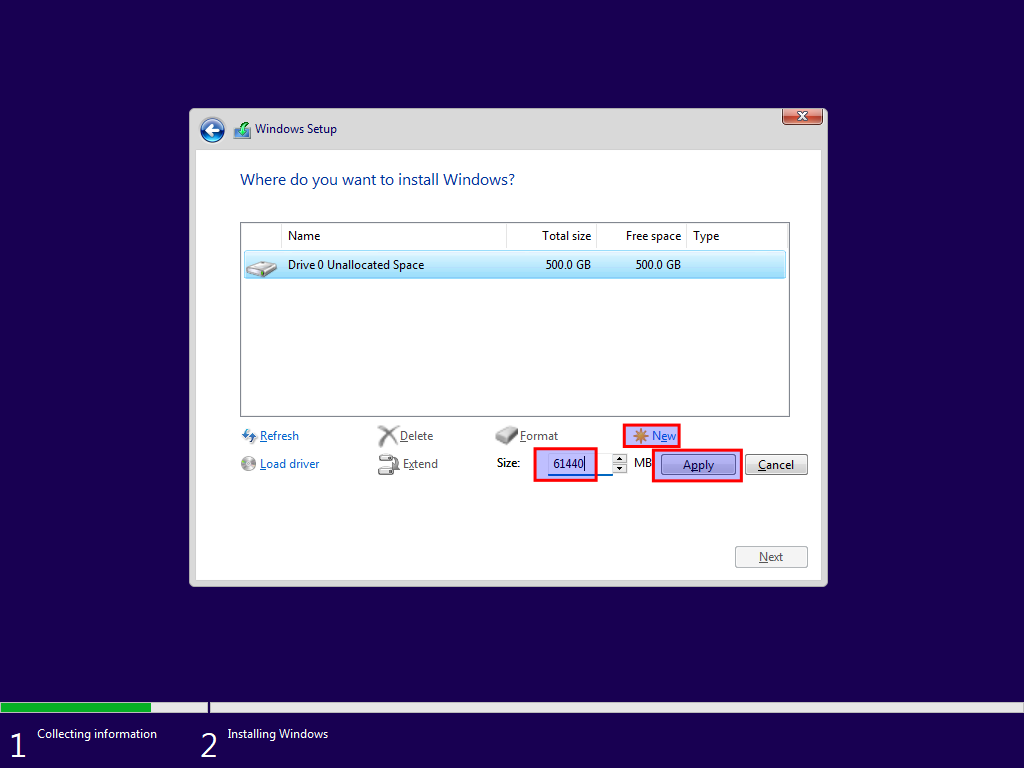 Windows Setup
Where do you want to install Windows?
Name Total size Free space Type
Drive 0 Unallocated Space 500.0 GB 500.0 GB
Refresh Delete Format New
Load driver Extend Size: 61440 MB Apply Cancel
Next
1 Collecting information 2 Installing Windows